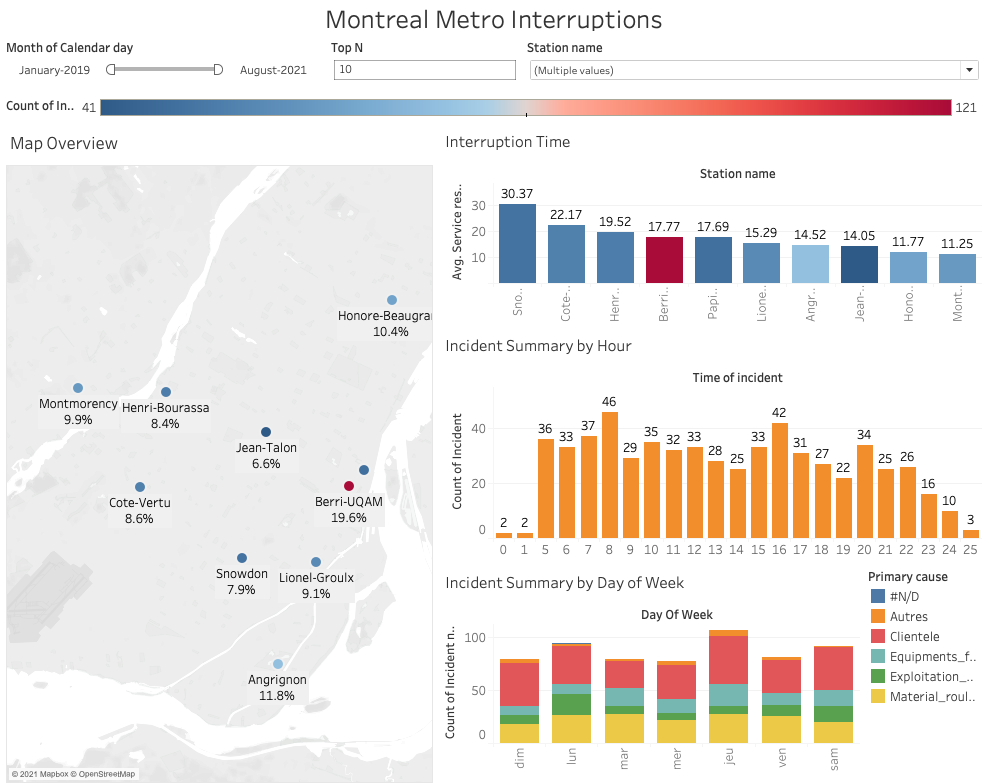 Montreal Metro Interruptions
Month of Calendar day
January-2019
August-2021
Top N
10
Station name
(Multiple values)
Count of In..
41
121
Map Overview
Honore-Beaugra
10.4%
Montmorency
9.9%
Henri-Bourassa
8.4%
Jean-Talon
6.6%
Cote-Vertu
8.6%
Berri-UQAM
19.6%
Snowdon
7.9%
Lionel-Groulx
9.1%
Angrignon
11.8%
© 2021 Mapbox © OpenStreetMap
Interruption Time
Station name
Avg. Service res..
30
20
10
30.37
22.17
19.52
17.77
17.69
15.29
14.52
14.05
11.77
11.25
Sno..
Cote-..
Henr..
Berri..
Papi..
Lione..
Angr..
Jean-..
Hono..
Mont..
Incident Summary by Hour
Time of incident
Count of Incident
40
20
0
2 2 36 33 37 46 29 35 32 33 28 25 33 42 31 27 22 34 25 26 16 10 3
0 1 5 6 7 8 9 10 11 12 13 14 15 16 17 18 19 20 21 22 23 24 25
Incident Summary by Day of Week
Day Of Week
Count of Incident n..
100
50
0
dim
lun
mar
mer
jeu
ven
sam
Primary cause
#N/D
Autres
Clientele
Equipments_f..
Exploitation_..
Material_roul..